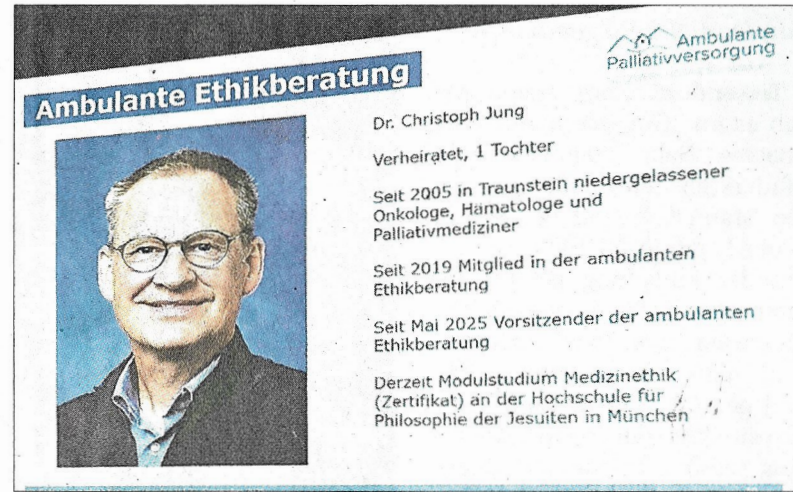 Ambulante
Palliativversorgung
Ambulante Ethikberatung
Dr. Christoph Jung
Verheiratet, 1 Tochter
Seit 2005 in Traunstein niedergelassener
Onkologe, Hämatologe und
Palliativmediziner
Seit 2019 Mitglied in der ambulanten
Ethikberatung
Seit Mai 2025 Vorsitzender der ambulanten
Ethikberatung
Derzeit Modulstudium Medizinethik
(Zertifikat) an der Hochschule für
Philosophie der Jesuiten in München